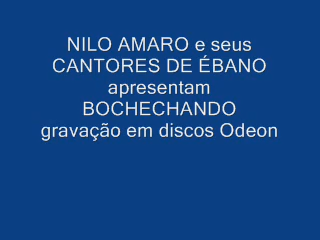 NILO AMARO e seus
CANTORES DE ÉBANO
apresentam
BOCHECHANDO
gravação em discos Odeon